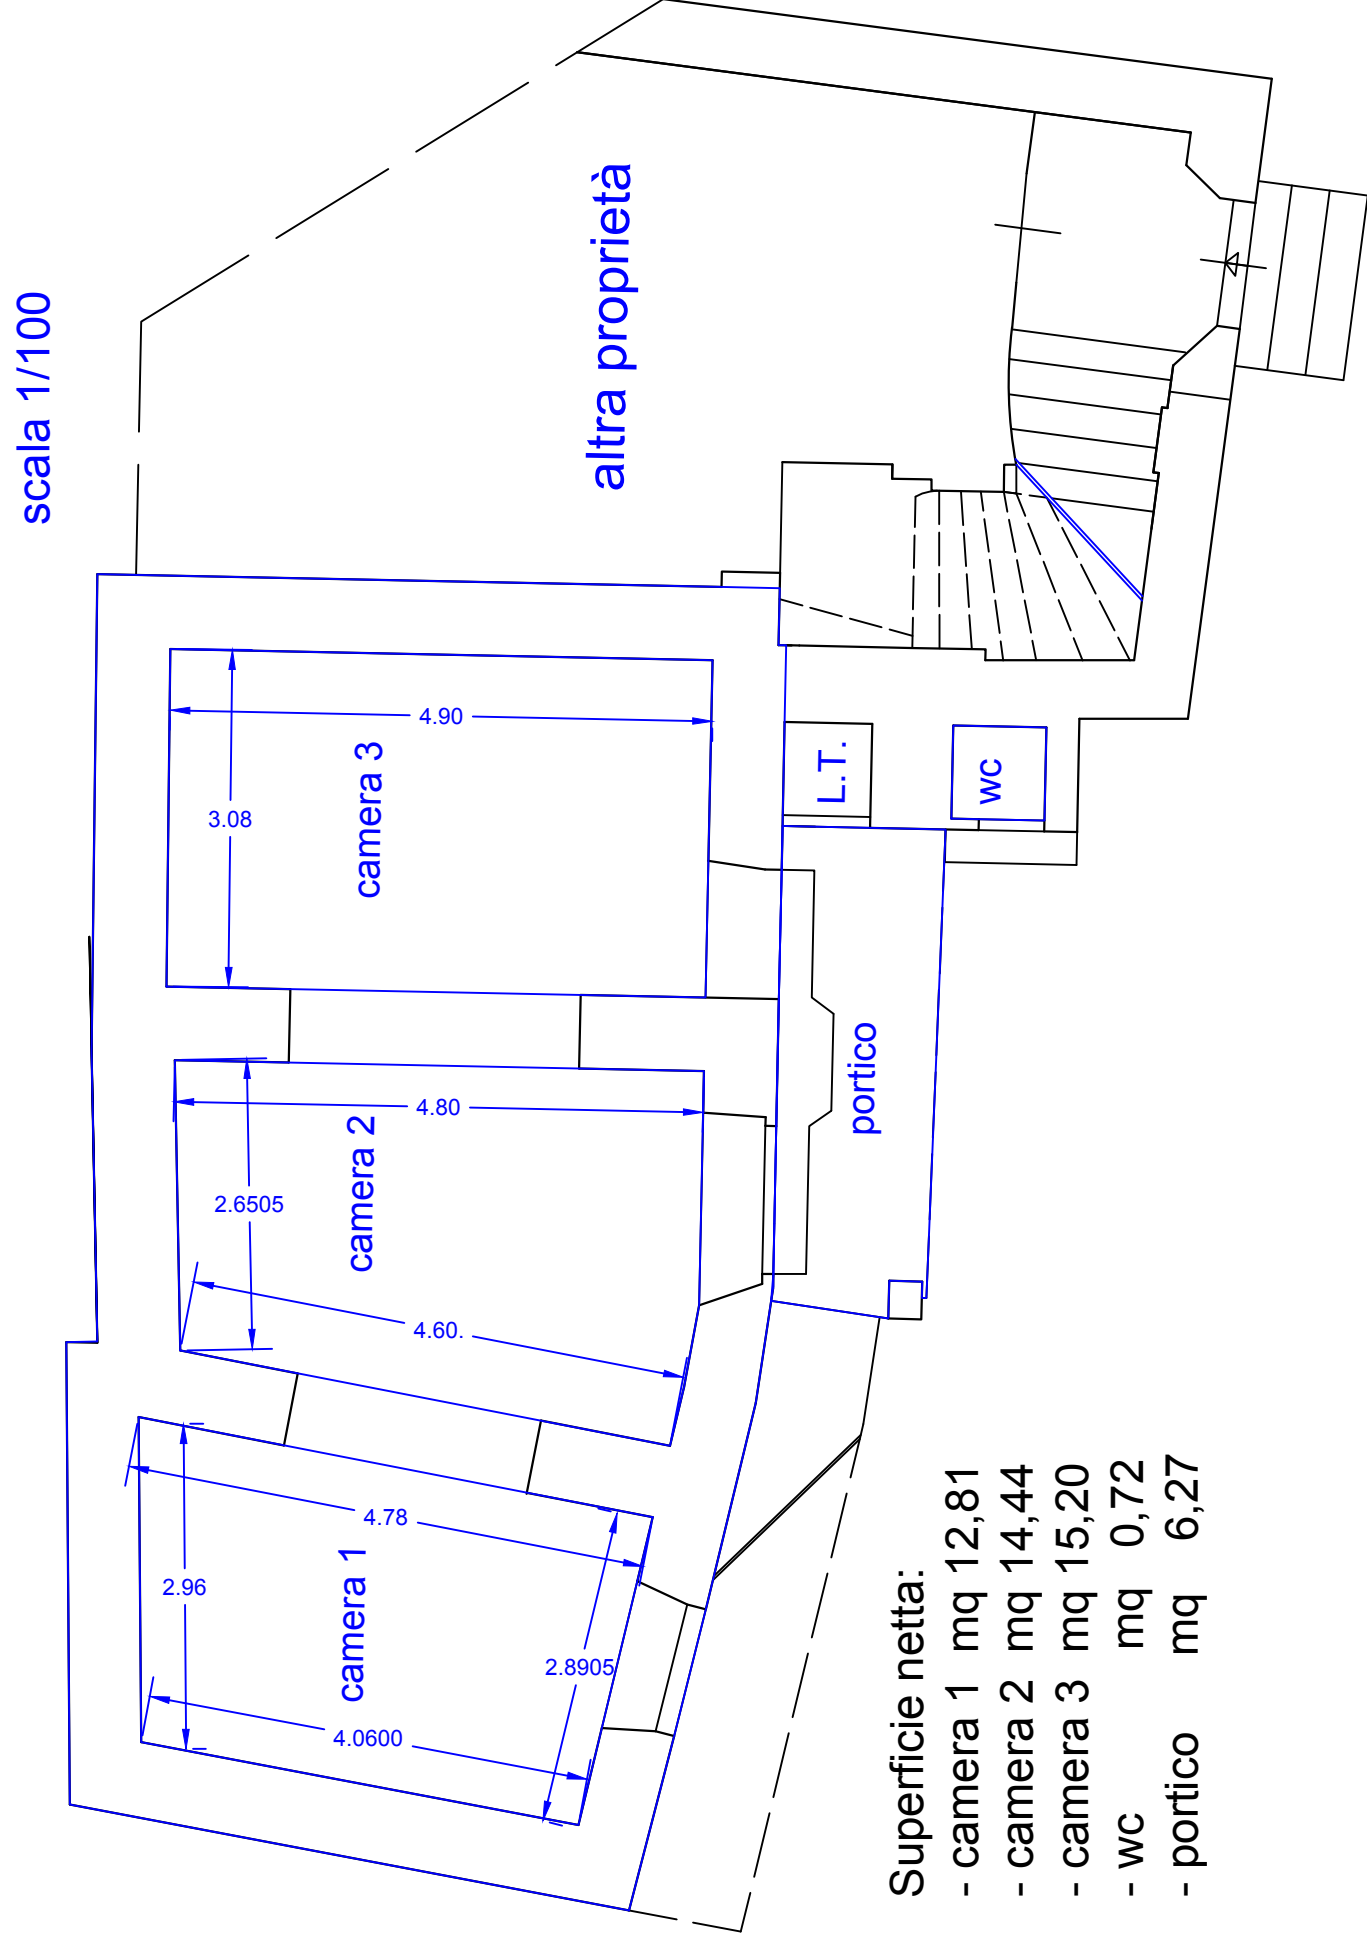 scala 1/100
altra proprietà
4.90
3.08
camera 3
L.T.
wc
4.80
2.6505
camera 2
4.60.
portico
4.78
2.96
camera 1
2.8905
4.0600
Superficie netta:
- camera 1 mq 12,81
- camera 2 mq 14,44
- camera 3 mq 15,20
- wc mq 0,72
- portico mq 6,27